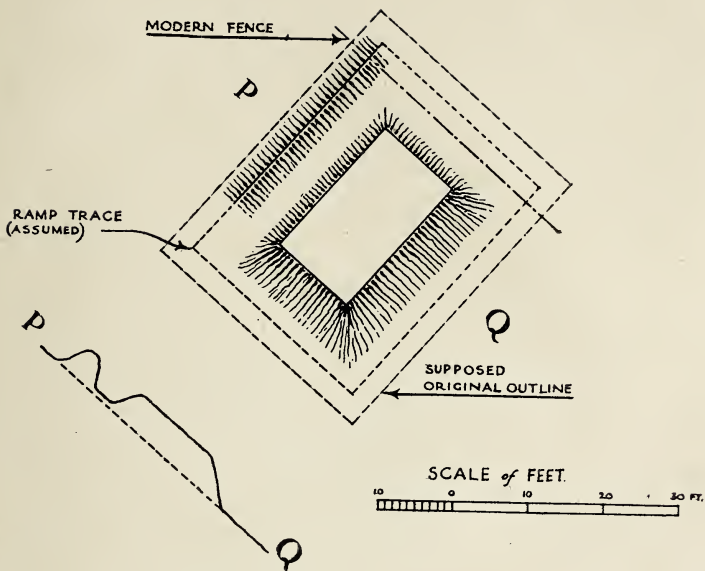 MODERN FENCE
P
RAMP TRACE
(ASSUMED)
P
Q
SUPPOSED
ORIGINAL OUTLINE
SCALE of FEET.
10 0 10 20 30 FT.
Q